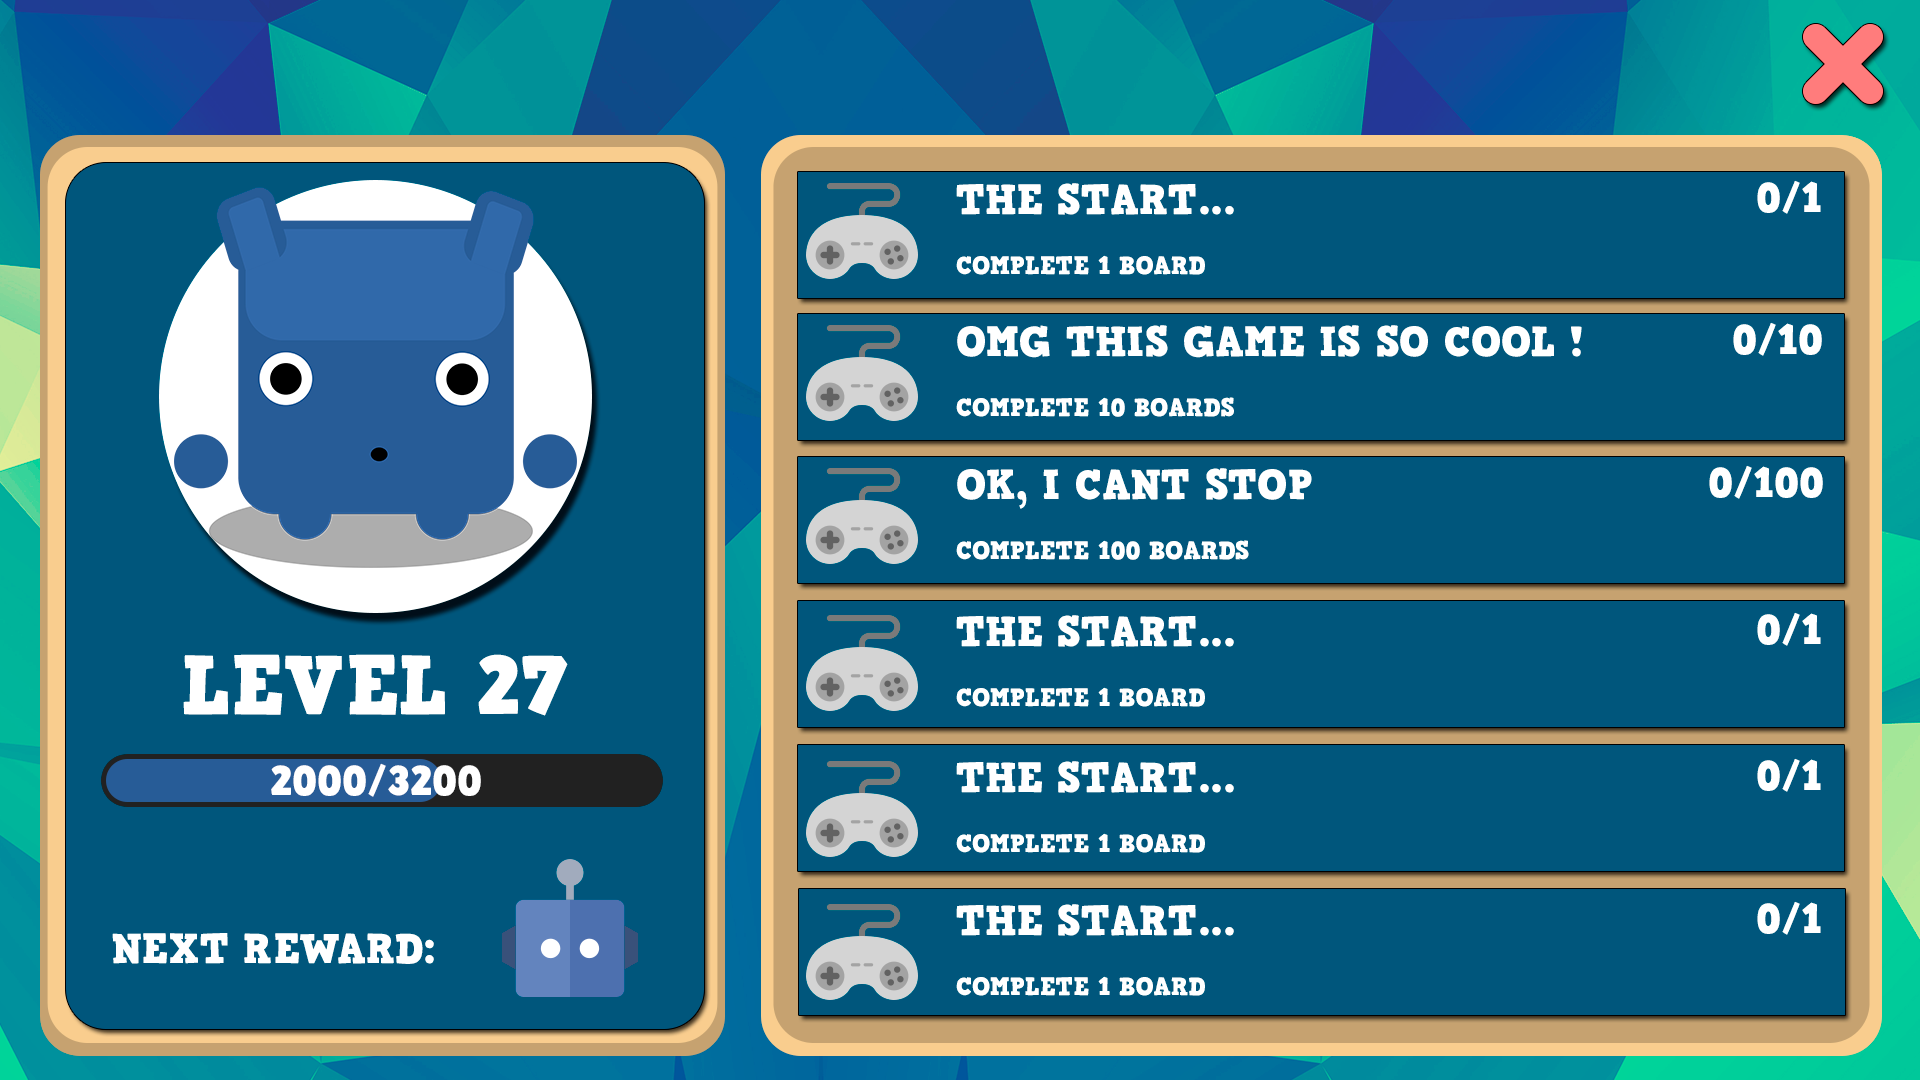 LEVEL 27
2000/3200
NEXT REWARD:
THE START...
0/1
COMPLETE 1 BOARD
OMG THIS GAME IS SO COOL !
0/10
COMPLETE 10 BOARDS
OK, I CANT STOP
0/100
COMPLETE 100 BOARDS
THE START...
0/1
COMPLETE 1 BOARD
THE START...
0/1
COMPLETE 1 BOARD
THE START...
0/1
COMPLETE 1 BOARD